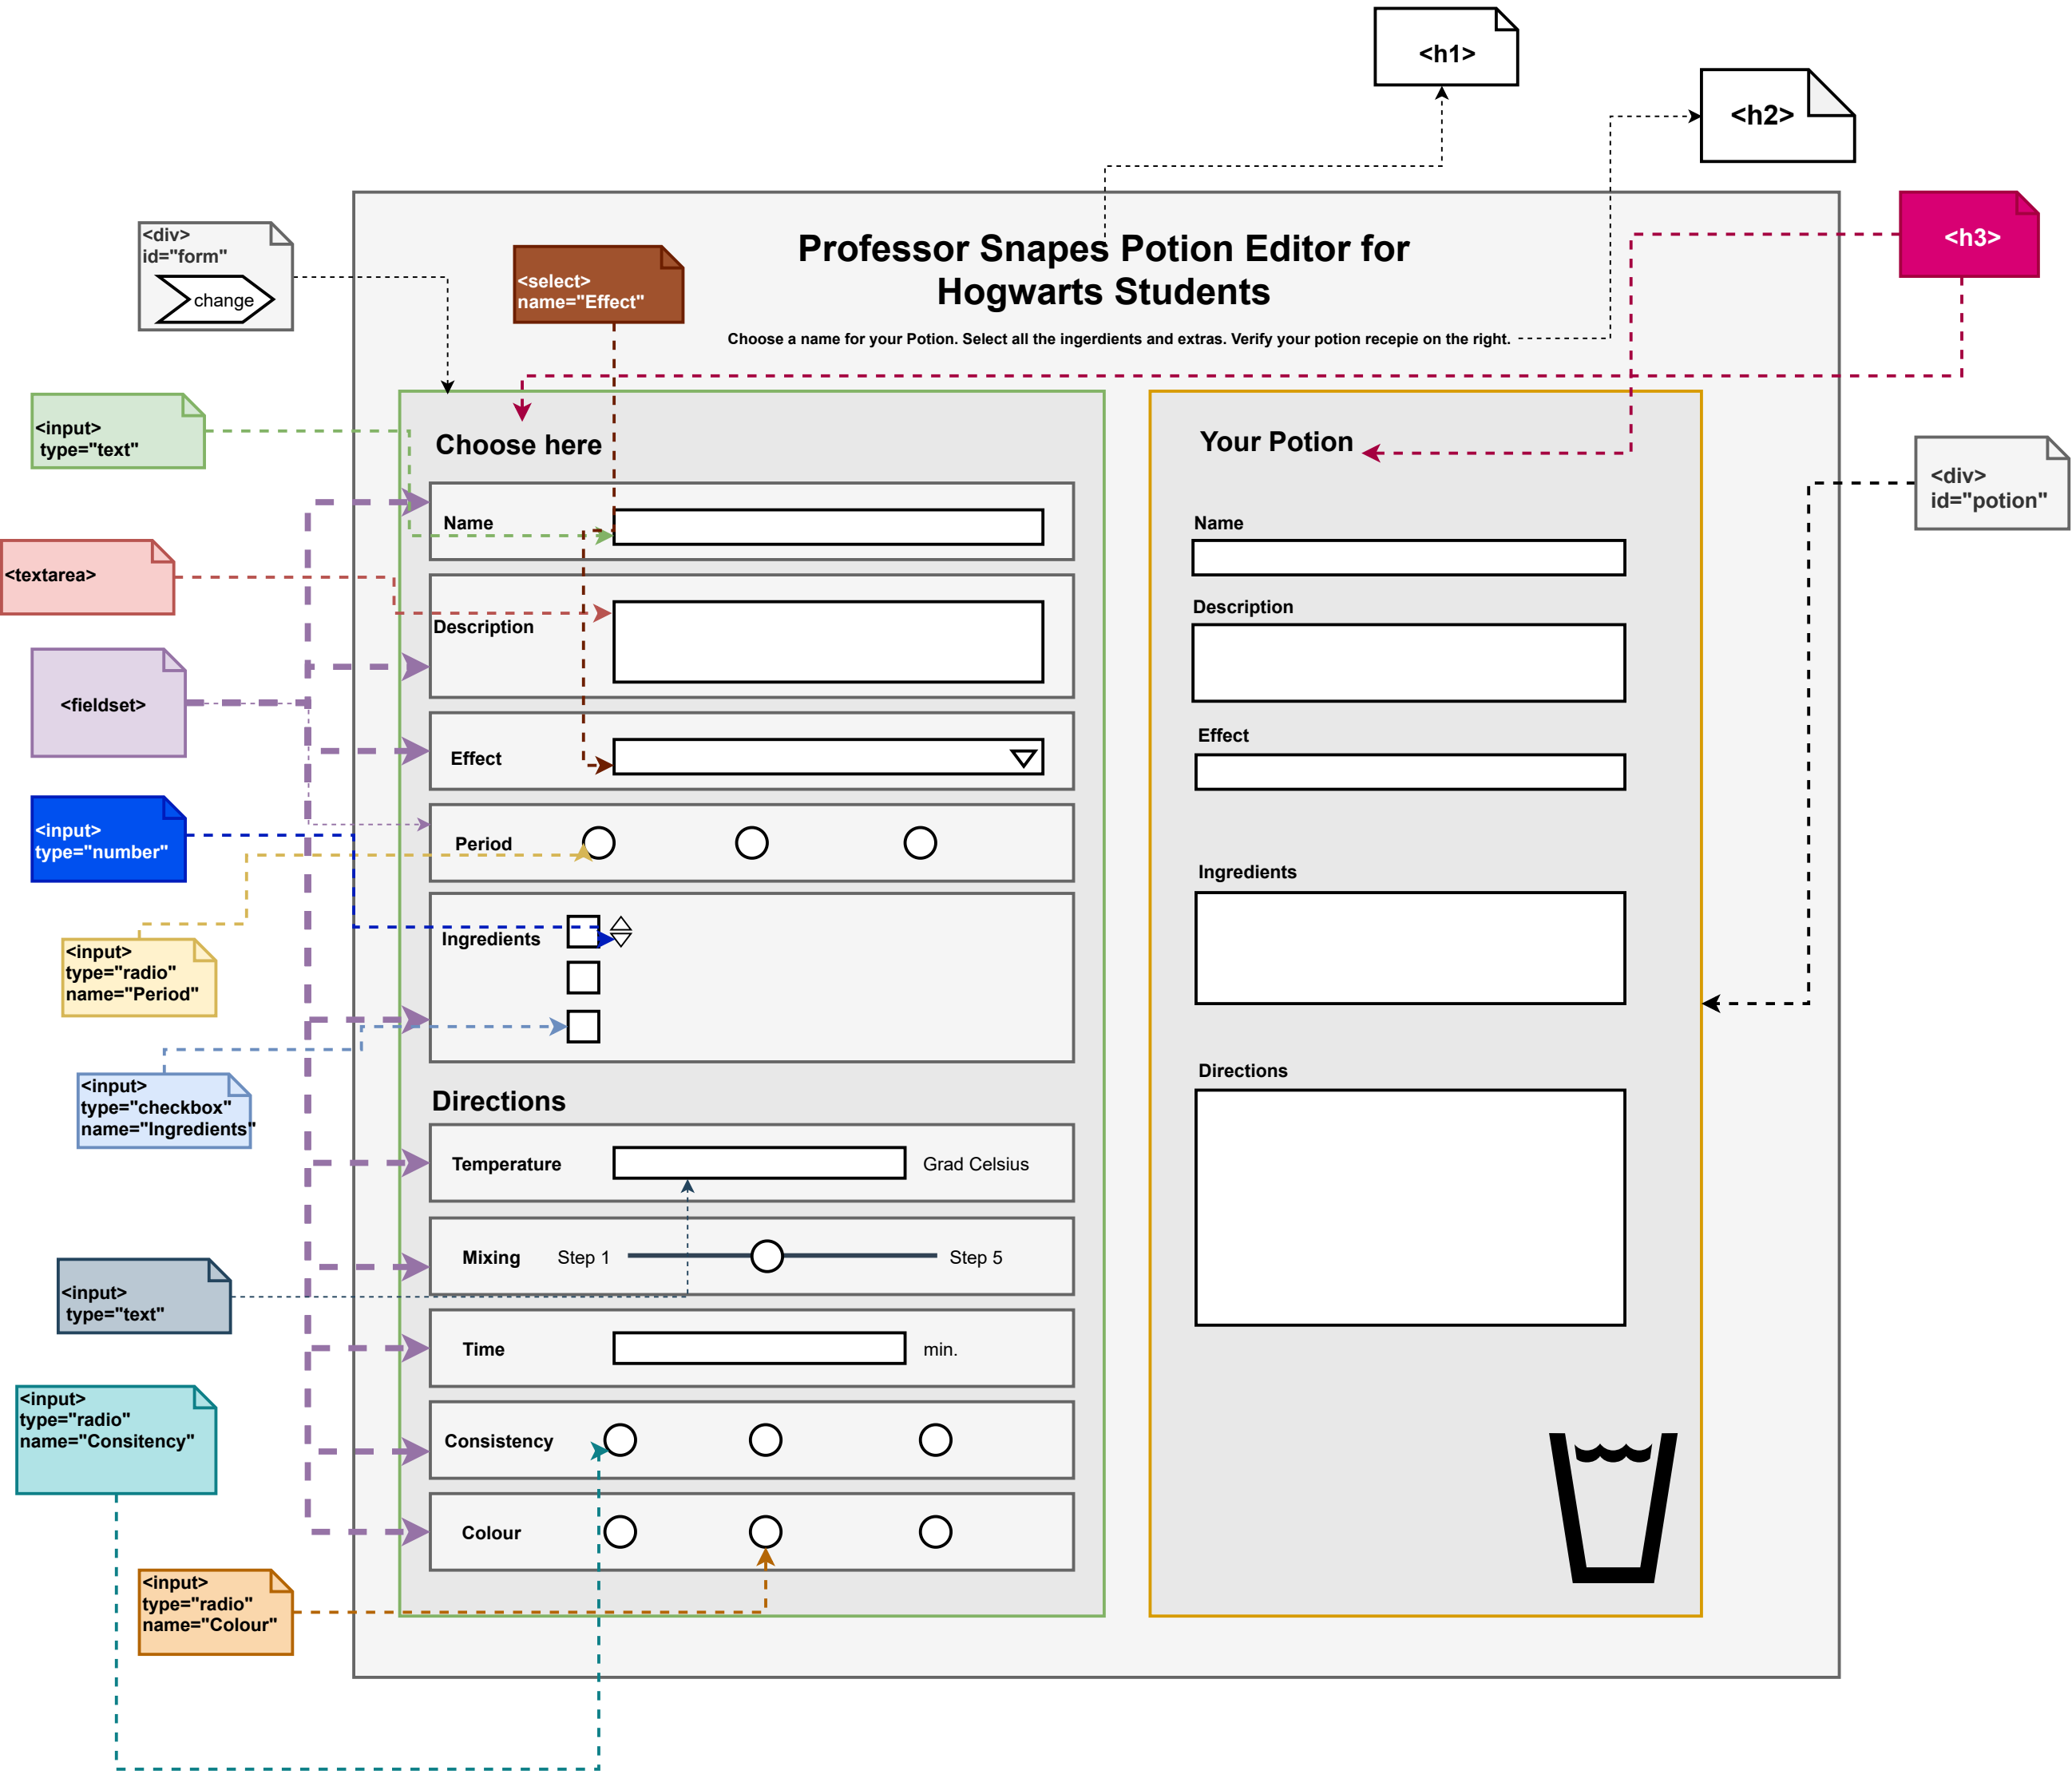 <h1>
<h2>
<h3>
<div>
id="form"
change
<select>
name="Effect"
Professor Snapes Potion Editor for
Hogwarts Students
Choose a name for your Potion. Select all the ingerdients and extras. Verify your potion recepie on the right.
<input>
type="text"
<textarea>
<fieldset>
<input>
type="number"
<input>
type="radio"
name="Period"
<input>
type="checkbox"
name="Ingredients"
<input>
type="text"
<input>
type="radio"
name="Consitency"
<input>
type="radio"
name="Colour"
Choose here
Name
Description
Effect
Period
Ingredients
Directions
Temperature
Grad Celsius
Mixing
Step 1
Step 5
Time
min.
Consistency
Colour
Your Potion
Name
Description
Effect
Ingredients
Directions
<div>
id="potion"